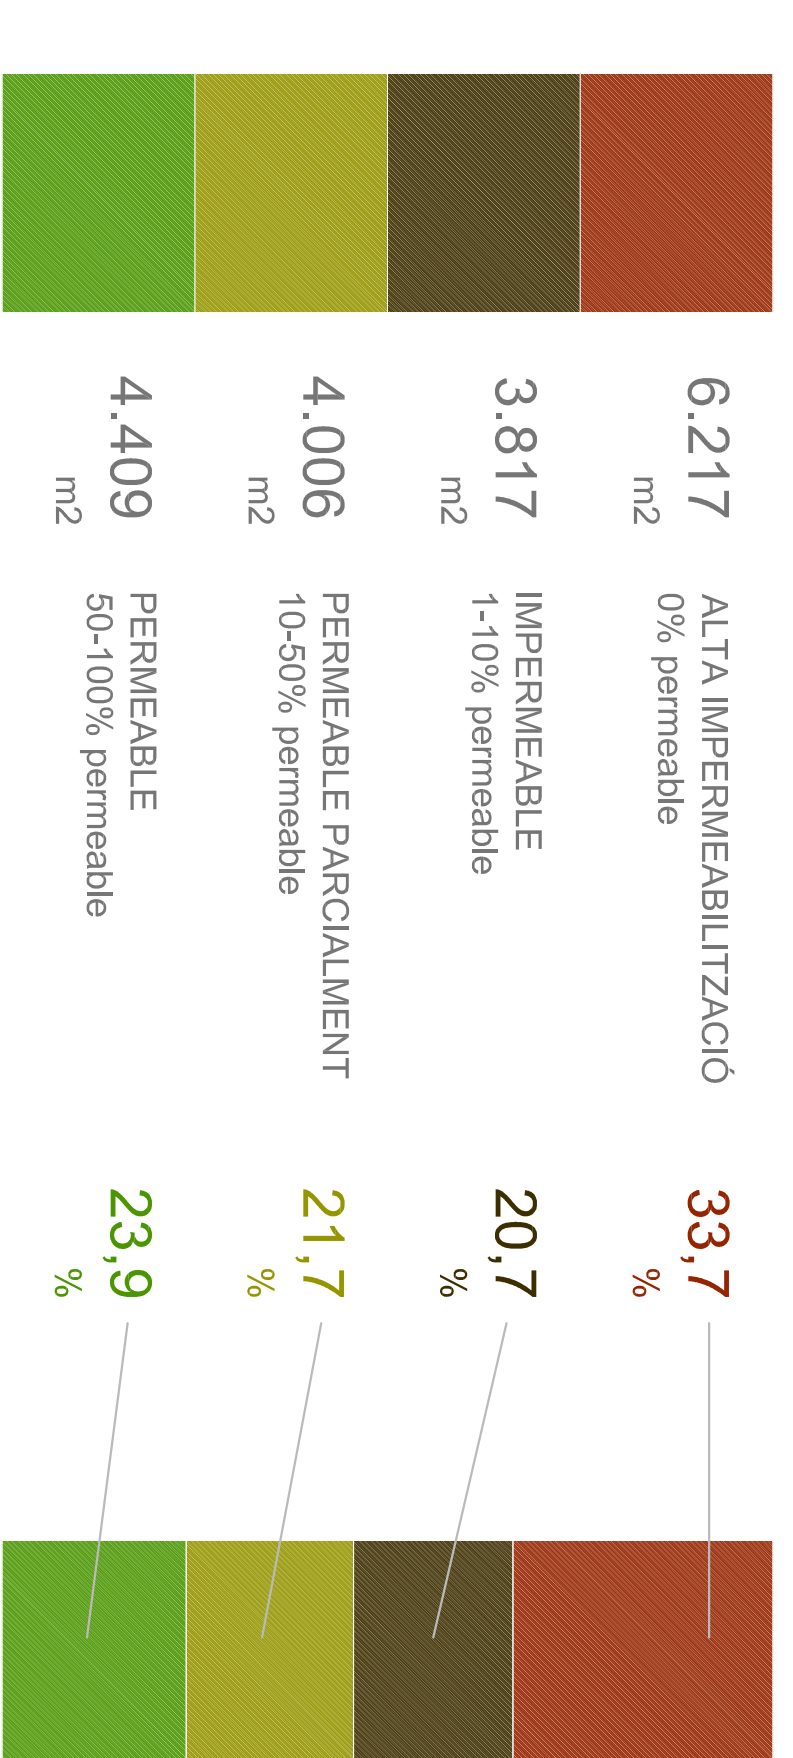 6.217
m2
ALTA IMPERMEABILITZACIÓ
0% permeable
33,7
%
3.817
m2
IMPERMEABLE
1-10% permeable
20,7
%
4.006
m2
PERMEABLE PARCIALMENT
10-50% permeable
21,7
%
4.409
m2
PERMEABLE
50-100% permeable
23,9
%